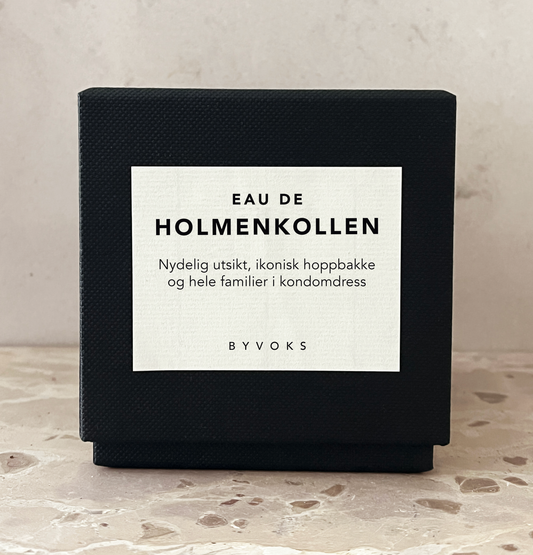 EAU DE
HOLMENKOLLEN
Nydelig utsikt, ikonisk hoppbakke
og hele familier i kondomdress
BYVOKS